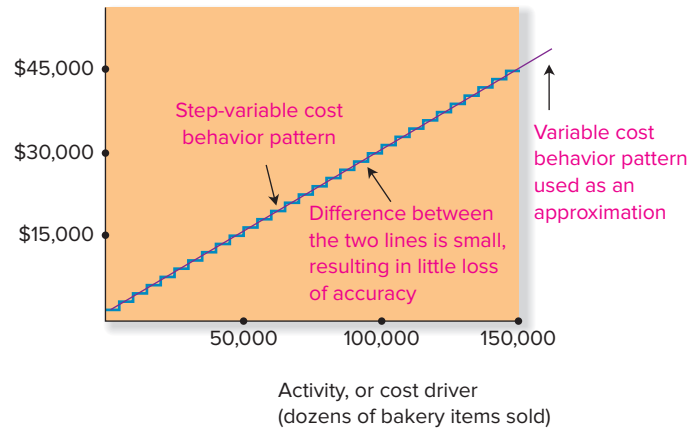 $45,000
Step-variable cost
behavior pattern
$30,000
Variable cost
behavior pattern
used as an
approximation
Difference between
the two lines is small,
resulting in little loss
of accuracy
$15,000
50,000
100,000
150,000
Activity, or cost driver
(dozens of bakery items sold)